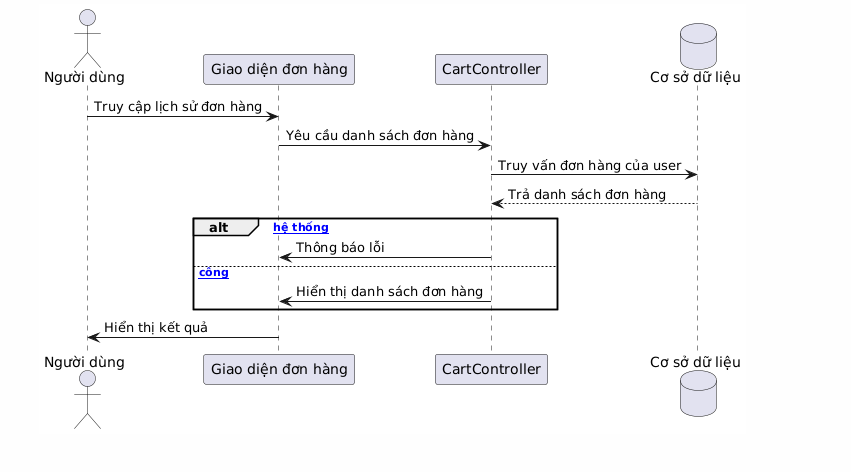 Người dùng
Giao diện đơn hàng
CartController
Cơ sở dữ liệu
Truy cập lịch sử đơn hàng
Yêu cầu danh sách đơn hàng
Truy vấn đơn hàng của user
Trả danh sách đơn hàng
alt
hệ thống
Thông báo lỗi
công
Hiển thị danh sách đơn hàng
Hiển thị kết quả
Người dùng
Giao diện đơn hàng
CartController
Cơ sở dữ liệu